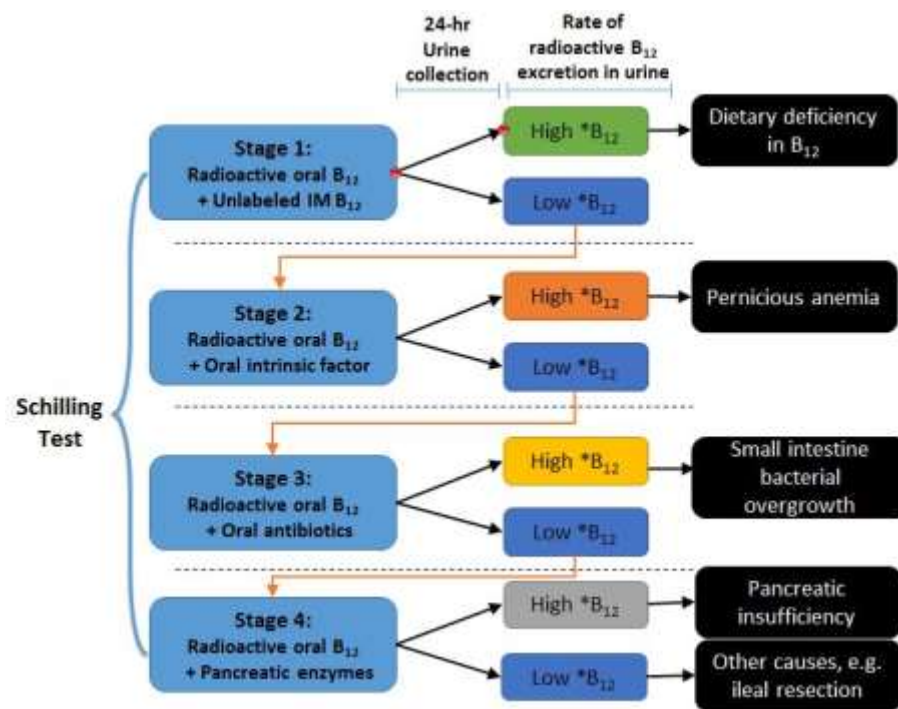 24-hr
Urine
collection
Rate of
radioactive B₁₂
excretion in urine
Stage 1:
Radioactive oral B₁₂
+ Unlabeled IM B₁₂
High *B₁₂
Dietary deficiency
in B₁₂
Low *B₁₂
Stage 2:
Radioactive oral B₁₂
+ Oral intrinsic factor
High *B₁₂
Pernicious anemia
Low *B₁₂
Schilling
Test
Stage 3:
Radioactive oral B₁₂
+ Oral antibiotics
High *B₁₂
Small intestine
bacterial
overgrowth
Low *B₁₂
Stage 4:
Radioactive oral B₁₂
+ Pancreatic enzymes
High *B₁₂
Pancreatic
insufficiency
Low *B₁₂
Other causes, e.g.
ileal resection